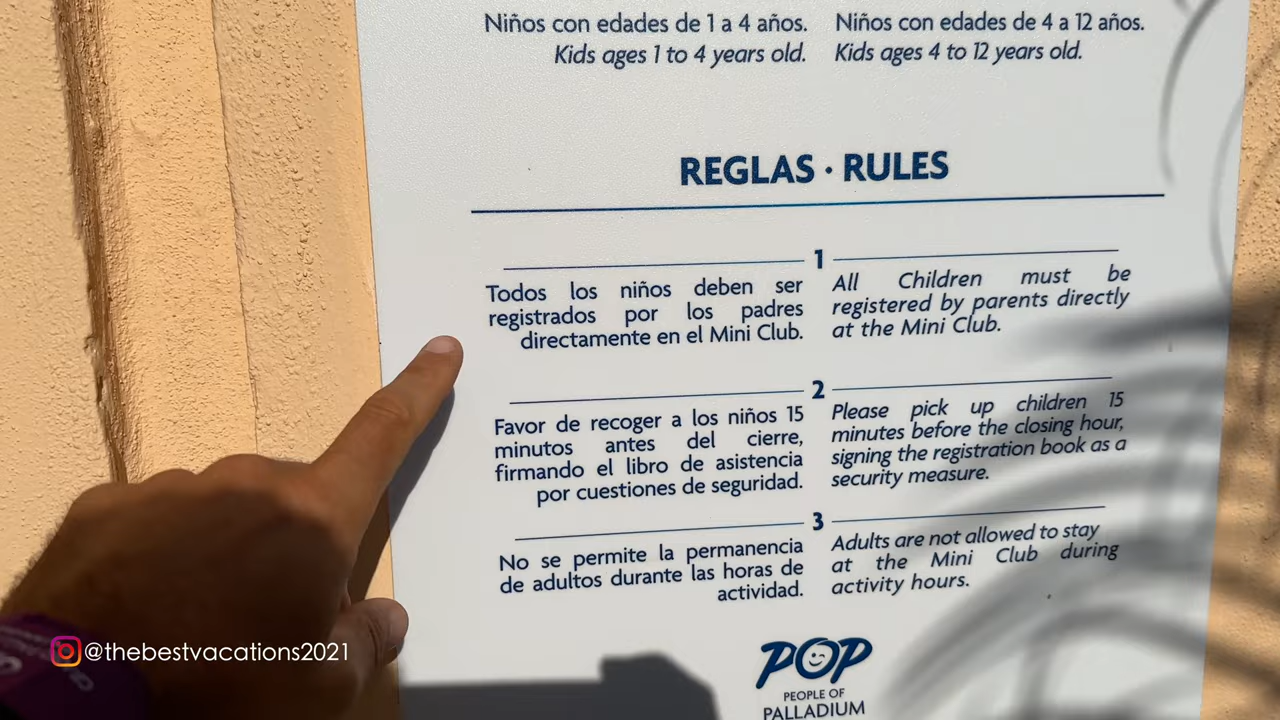 Niños con edades de 1 a 4 años.
Kids ages 1 to 4 years old.
Niños con edades de 4 a 12 años.
Kids ages 4 to 12 years old.
REGLAS · RULES
1
Todos los niños deben ser
registrados por los padres
directamente en el Mini Club.
All Children must be
registered by parents directly
at the Mini Club.
2
Favor de recoger a los niños 15
minutos antes del cierre,
firmando el libro de asistencia
por cuestiones de seguridad.
Please pick up children 15
minutes before the closing hour,
signing the registration book as a
security measure.
3
No se permite la permanencia
de adultos durante las horas de
actividad.
Adults are not allowed to stay
at the Mini Club during
activity hours.
POP
PEOPLE OF
PALLADIUM
@thebestvacations2021